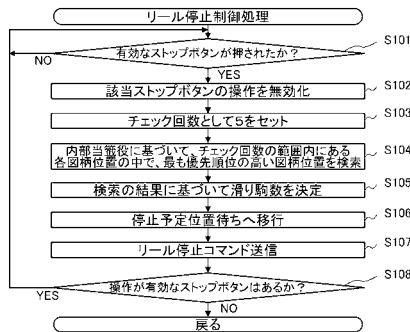 リール停止制御処理
有効なストップボタンが押されたか？
S101
NO
YES
該当ストップボタンの操作を無効化
S102
チェック回数として5をセット
S103
内部当籤役に基づいて、チェック回数の範囲内にある
各図柄位置の中で、最も優先順位の高い図柄位置を検索
S104
検索の結果に基づいて滑り駒数を決定
S105
停止予定位置待ちへ移行
S106
リール停止コマンド送信
S107
操作が有効なストップボタンはあるか？
S108
YES
NO
戻る